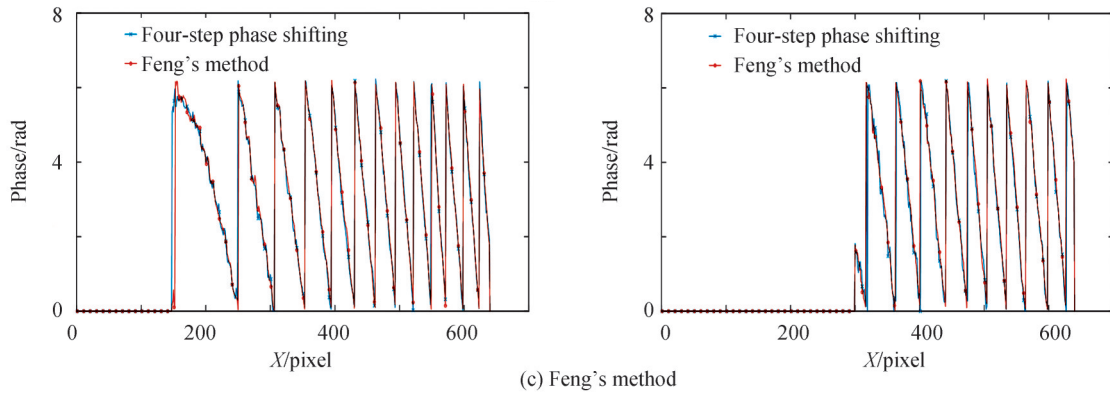 8
Four-step phase shifting
Feng's method
Phase/rad
4
0
0
200
400
600
X/pixel
8
Four-step phase shifting
Feng's method
Phase/rad
4
0
0
200
400
600
X/pixel
(c) Feng's method